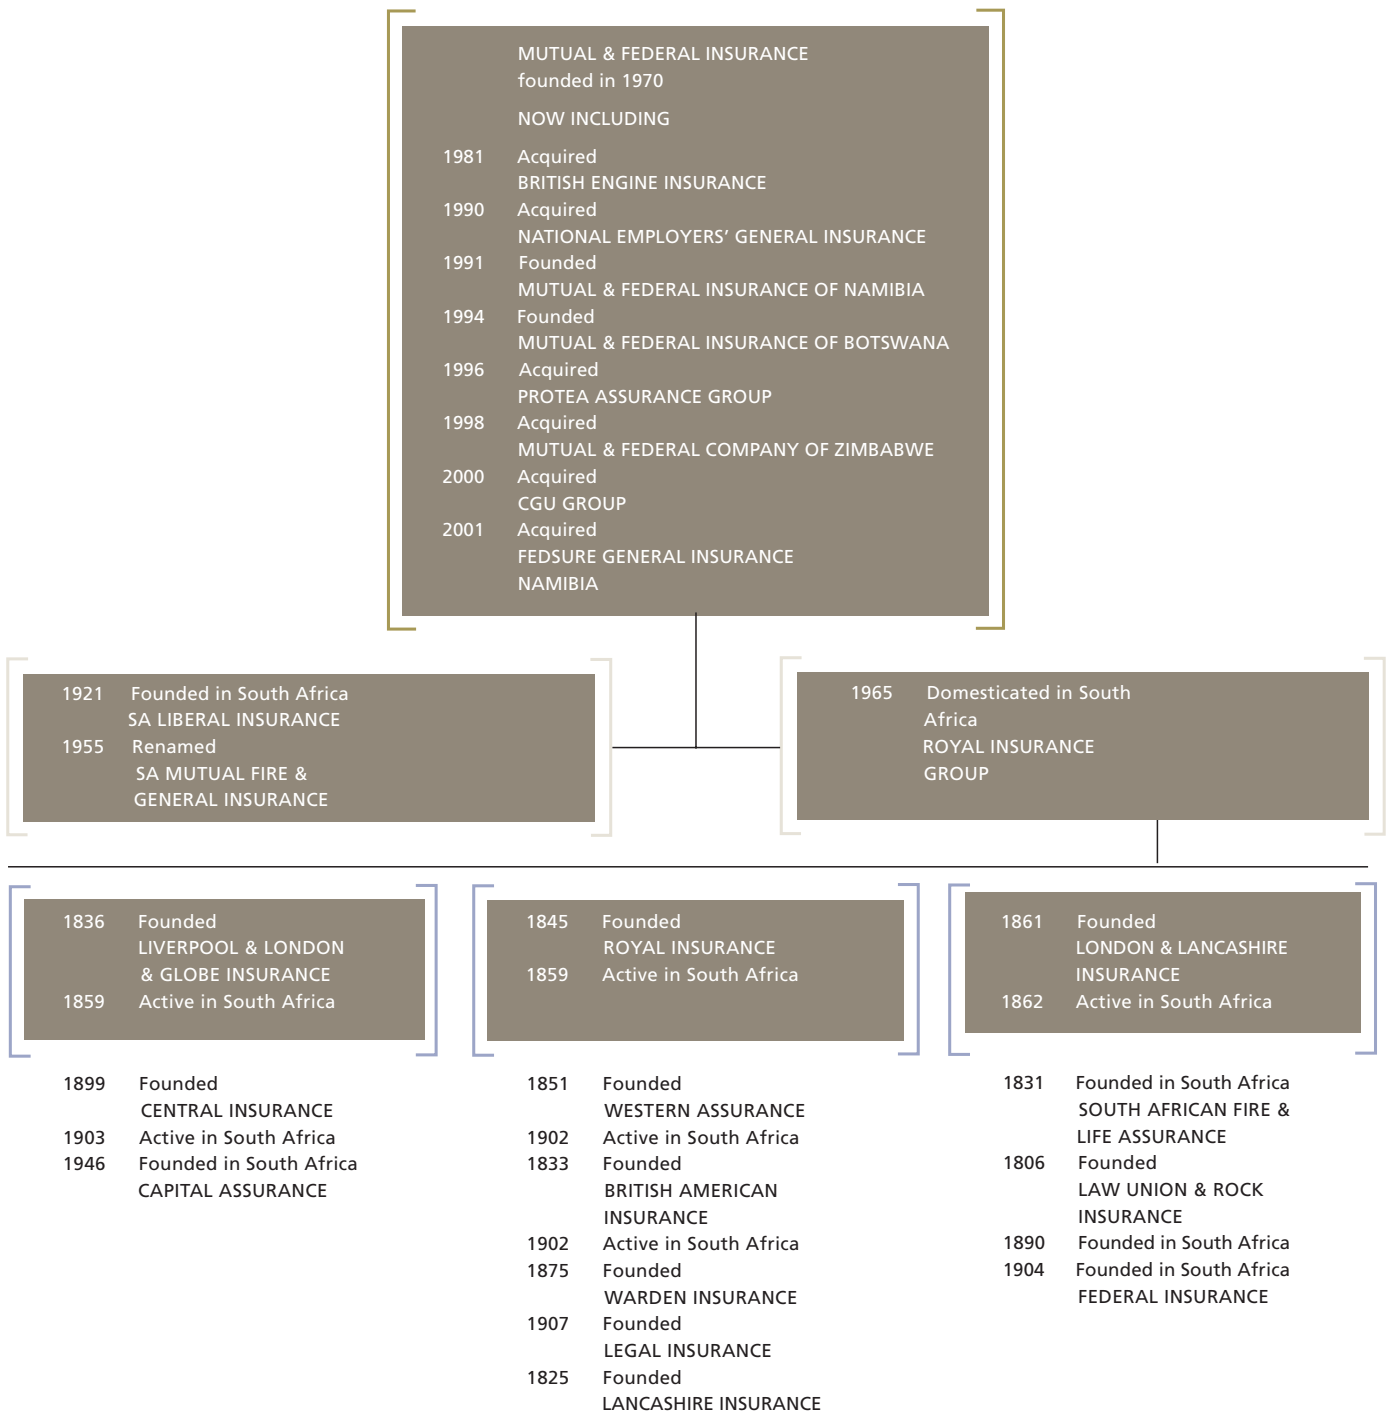 MUTUAL & FEDERAL INSURANCE
founded in 1970
NOW INCLUDING
1981 Acquired
BRITISH ENGINE INSURANCE
1990 Acquired
NATIONAL EMPLOYERS’ GENERAL INSURANCE
1991 Founded
MUTUAL & FEDERAL INSURANCE OF NAMIBIA
1994 Founded
MUTUAL & FEDERAL INSURANCE OF BOTSWANA
1996 Acquired
PROTEA ASSURANCE GROUP
1998 Acquired
MUTUAL & FEDERAL COMPANY OF ZIMBABWE
2000 Acquired
CGU GROUP
2001 Acquired
FEDSURE GENERAL INSURANCE
NAMIBIA
1921 Founded in South Africa
SA LIBERAL INSURANCE
1955 Renamed
SA MUTUAL FIRE &
GENERAL INSURANCE
1965 Domesticated in South
Africa
ROYAL INSURANCE
GROUP
1836 Founded
LIVERPOOL & LONDON
& GLOBE INSURANCE
1859 Active in South Africa
1899 Founded
CENTRAL INSURANCE
1903 Active in South Africa
1946 Founded in South Africa
CAPITAL ASSURANCE
1845 Founded
ROYAL INSURANCE
1859 Active in South Africa
1851 Founded
WESTERN ASSURANCE
1902 Active in South Africa
1833 Founded
BRITISH AMERICAN
INSURANCE
1902 Active in South Africa
1875 Founded
WARDEN INSURANCE
1907 Founded
LEGAL INSURANCE
1825 Founded
LANCASHIRE INSURANCE
1861 Founded
LONDON & LANCASHIRE
INSURANCE
1862 Active in South Africa
1831 Founded in South Africa
SOUTH AFRICAN FIRE &
LIFE ASSURANCE
1806 Founded
LAW UNION & ROCK
INSURANCE
1890 Founded in South Africa
1904 Founded in South Africa
FEDERAL INSURANCE